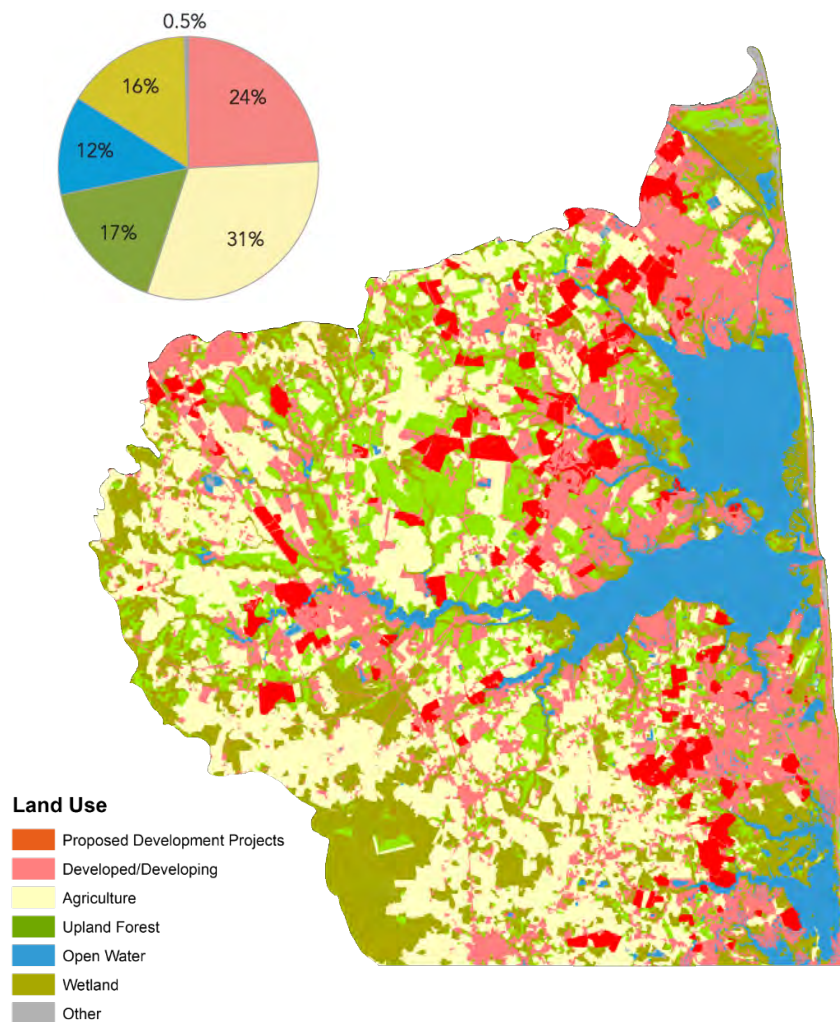 0.5%
16%
24%
12%
17%
31%
Land Use
Proposed Development Projects
Developed/Developing
Agriculture
Upland Forest
Open Water
Wetland
Other